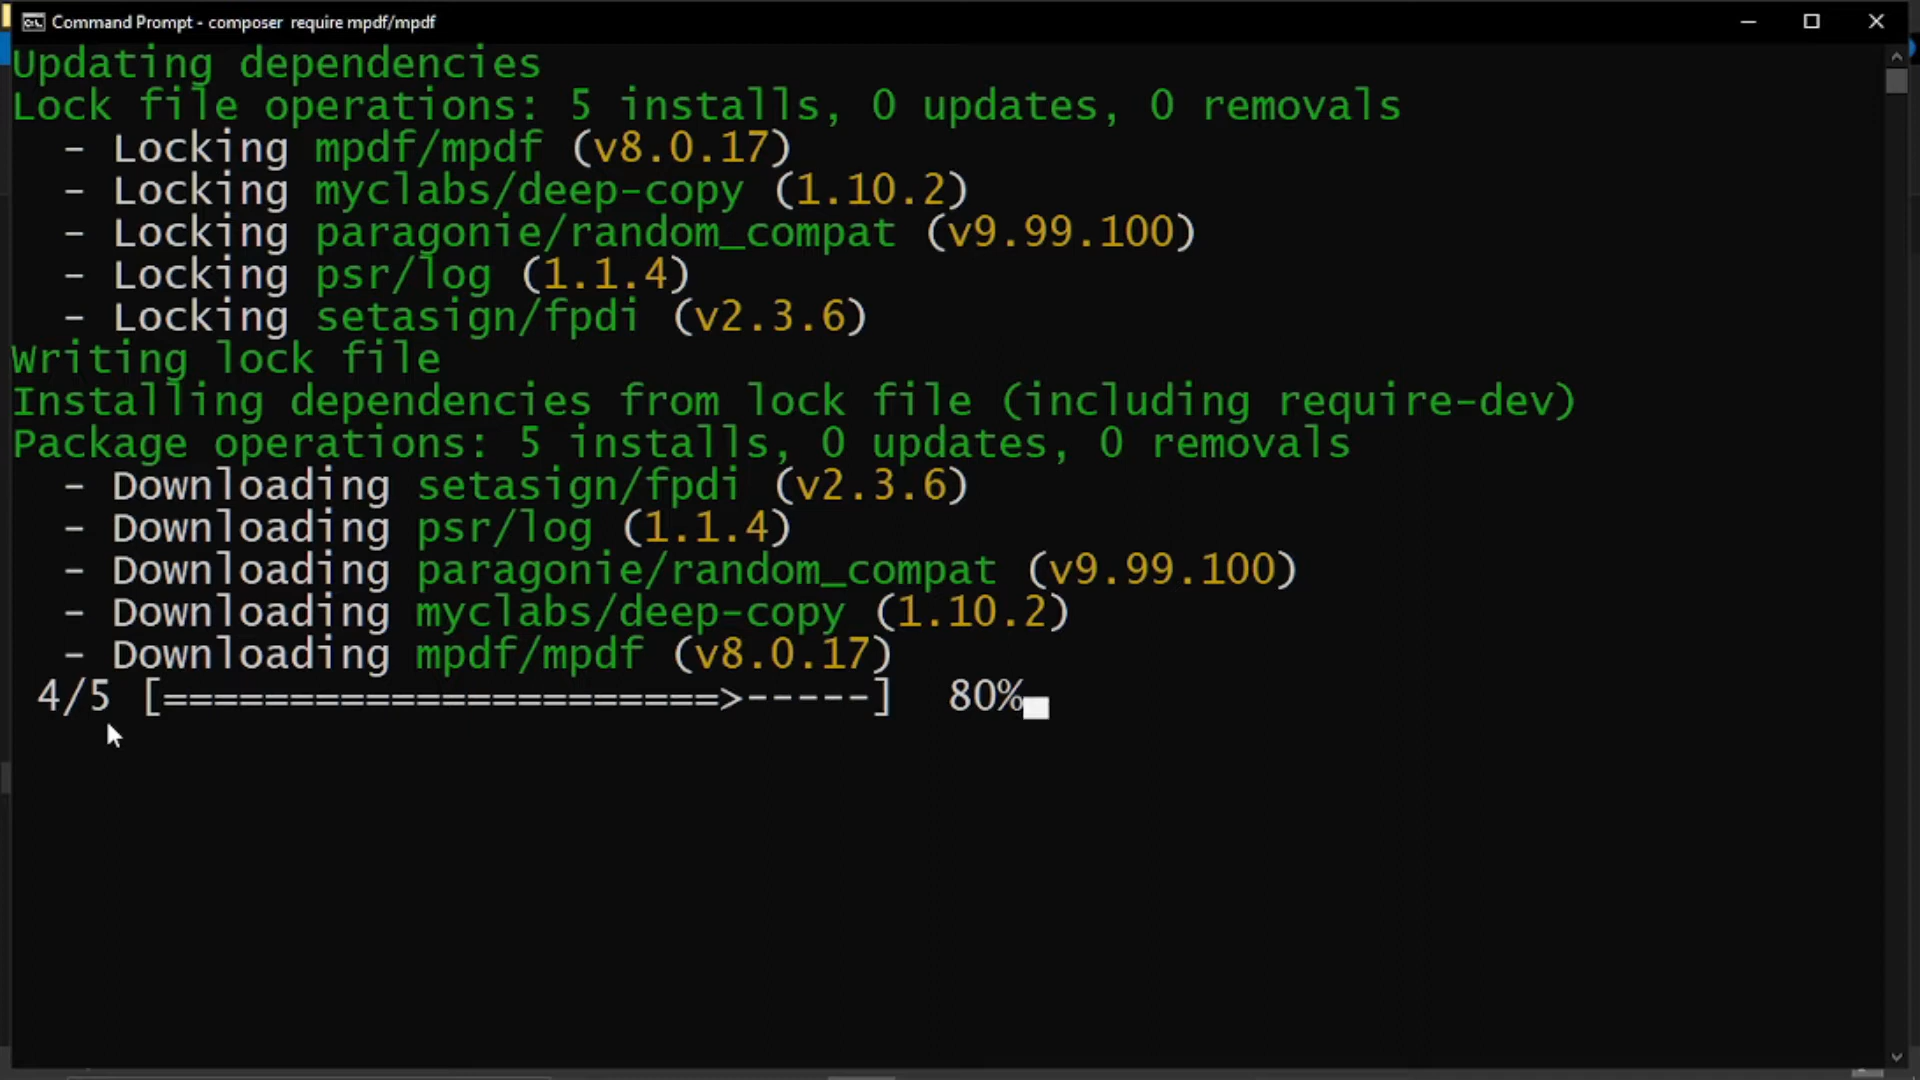 Command Prompt - composer  require mpdf/mpdf
Updating dependencies
Lock file operations: 5 installs, 0 updates, 0 removals
  - Locking mpdf/mpdf (v8.0.17)
  - Locking myclabs/deep-copy (1.10.2)
  - Locking paragonie/random_compat (v9.99.100)
  - Locking psr/log (1.1.4)
  - Locking setasign/fpdi (v2.3.6)
Writing lock file
Installing dependencies from lock file (including require-dev)
Package operations: 5 installs, 0 updates, 0 removals
  - Downloading setasign/fpdi (v2.3.6)
  - Downloading psr/log (1.1.4)
  - Downloading paragonie/random_compat (v9.99.100)
  - Downloading myclabs/deep-copy (1.10.2)
  - Downloading mpdf/mpdf (v8.0.17)
 4/5 [======================>-----]  80%